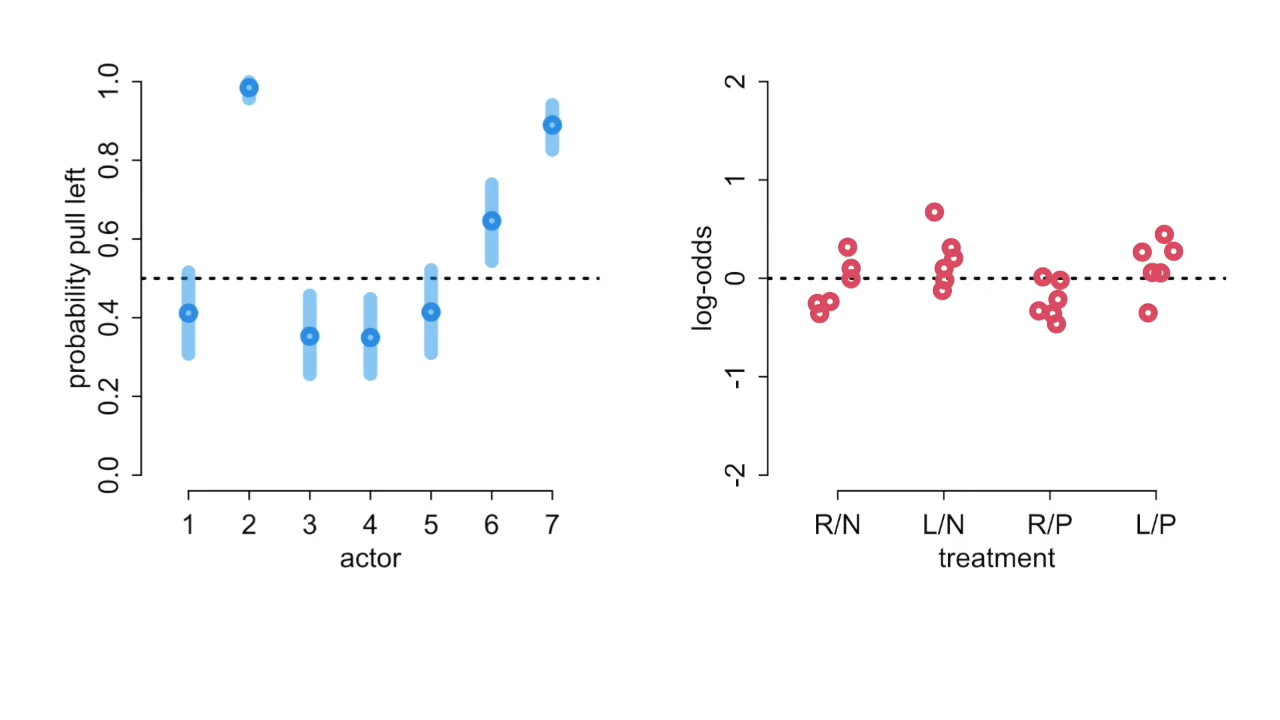 probability pull left
1.0
0.8
0.6
0.4
0.2
0.0
1 2 3 4 5 6 7
actor
log-odds
2
1
0
-1
-2
R/N L/N R/P L/P
treatment